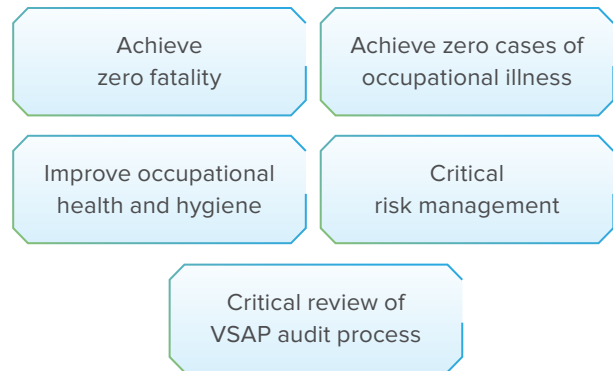 Achieve
zero fatality
Achieve zero cases of
occupational illness
Improve occupational
health and hygiene
Critical
risk management
Critical review of
VSAP audit process